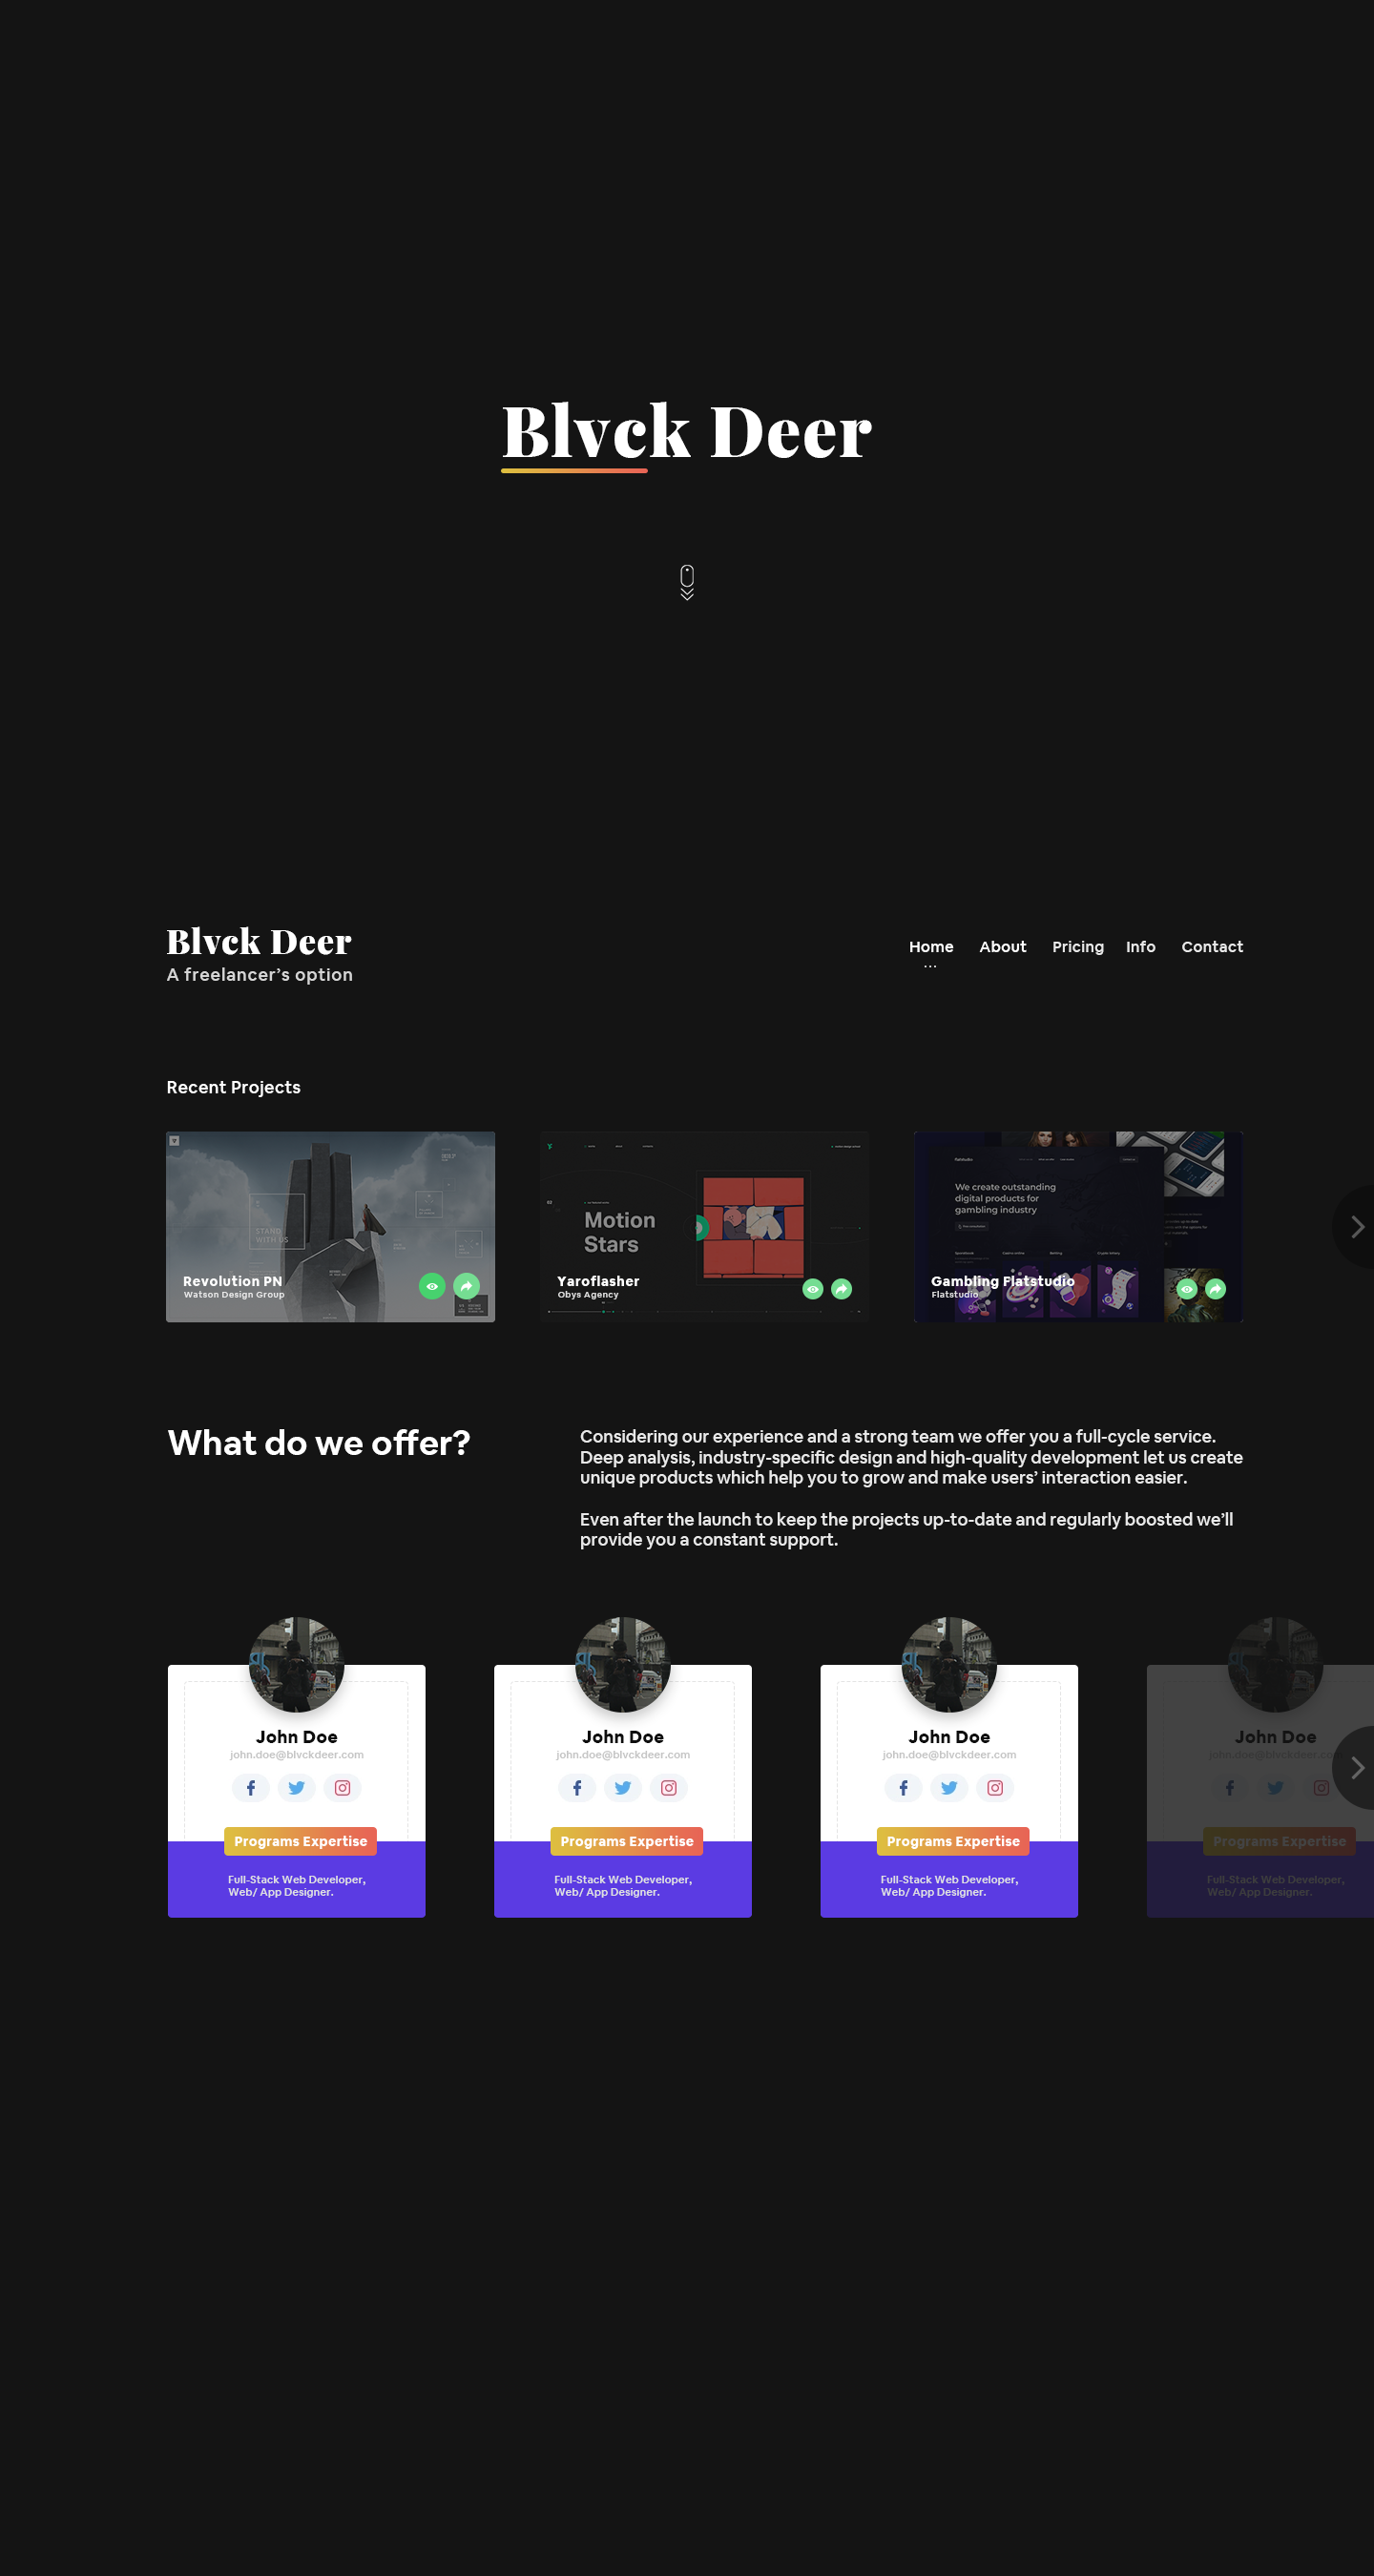 Blvck Deer
Blvck Deer
A freelancer's option
Home About Pricing Info Contact
Recent Projects
STAND
WITH US
Revolution PN
Watson Design Group
Motion
Stars
Yaroflasher
Obys Agency
flatstudio
We create outstanding
digital products for
gambling industry
Gambling Flatstudio
Flatstudio
What do we offer?
Considering our experience and a strong team we offer you a full-cycle service.
Deep analysis, industry-specific design and high-quality development let us create
unique products which help you to grow and make users’ interaction easier.
Even after the launch to keep the projects up-to-date and regularly boosted we’ll
provide you a constant support.
John Doe
john.doe@blvckdeer.com
Programs Expertise
Full-Stack Web Developer,
Web/ App Designer.
John Doe
john.doe@blvckdeer.com
Programs Expertise
Full-Stack Web Developer,
Web/ App Designer.
John Doe
john.doe@blvckdeer.com
Programs Expertise
Full-Stack Web Developer,
Web/ App Designer.
John Doe
john.doe@blvckdeer.com
Programs Expertise
Full-Stack Web Developer,
Web/ App Designer.